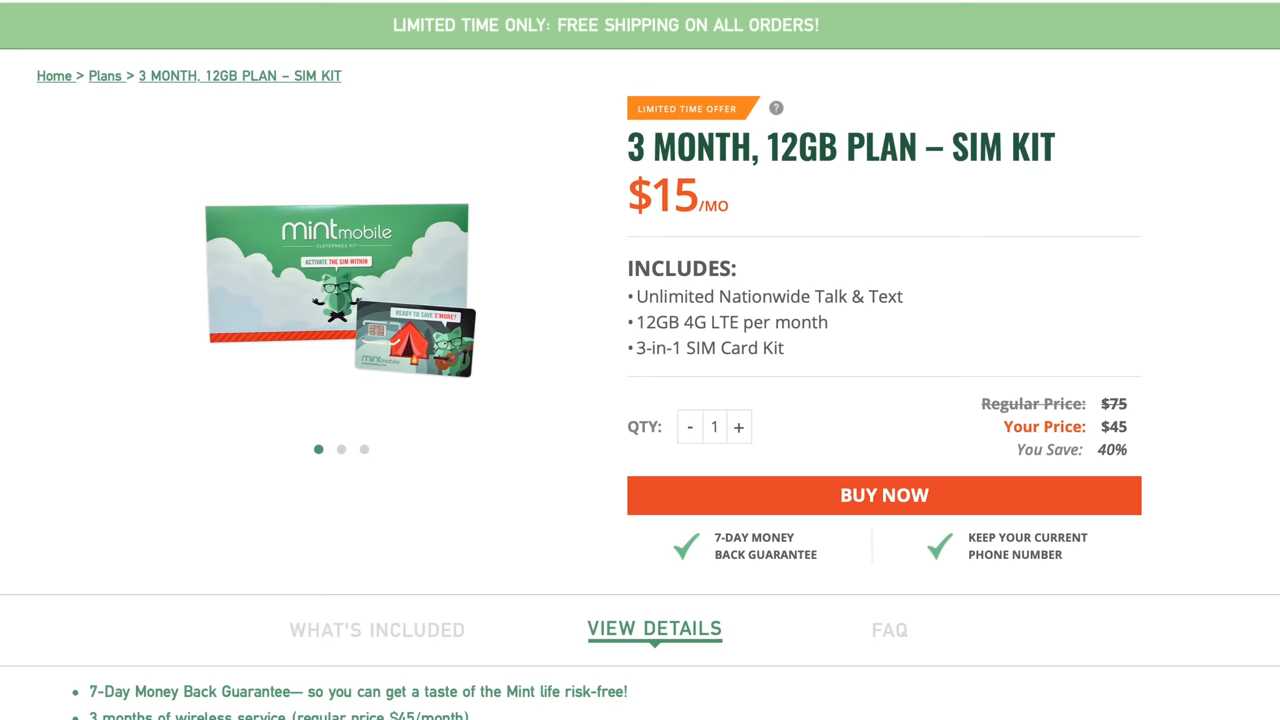 LIMITED TIME ONLY: FREE SHIPPING ON ALL ORDERS!
Home > Plans > 3 MONTH, 12GB PLAN – SIM KIT
LIMITED TIME OFFER ?
3 MONTH, 12GB PLAN – SIM KIT
$15/MO
mintmobile
CLEVERNESS KIT
ACTIVATE THE SIM WITHIN
READY TO SAVE S'MORE?
mintmobile
INCLUDES:
•Unlimited Nationwide Talk & Text
•12GB 4G LTE per month
•3-in-1 SIM Card Kit
QTY: - 1 +
Regular Price: $75
Your Price: $45
You Save: 40%
BUY NOW
7-DAY MONEY
BACK GUARANTEE
KEEP YOUR CURRENT
PHONE NUMBER
WHAT'S INCLUDED VIEW DETAILS FAQ
• 7-Day Money Back Guarantee— so you can get a taste of the Mint life risk-free!
• 3 months of wireless service (regular price $45/month)